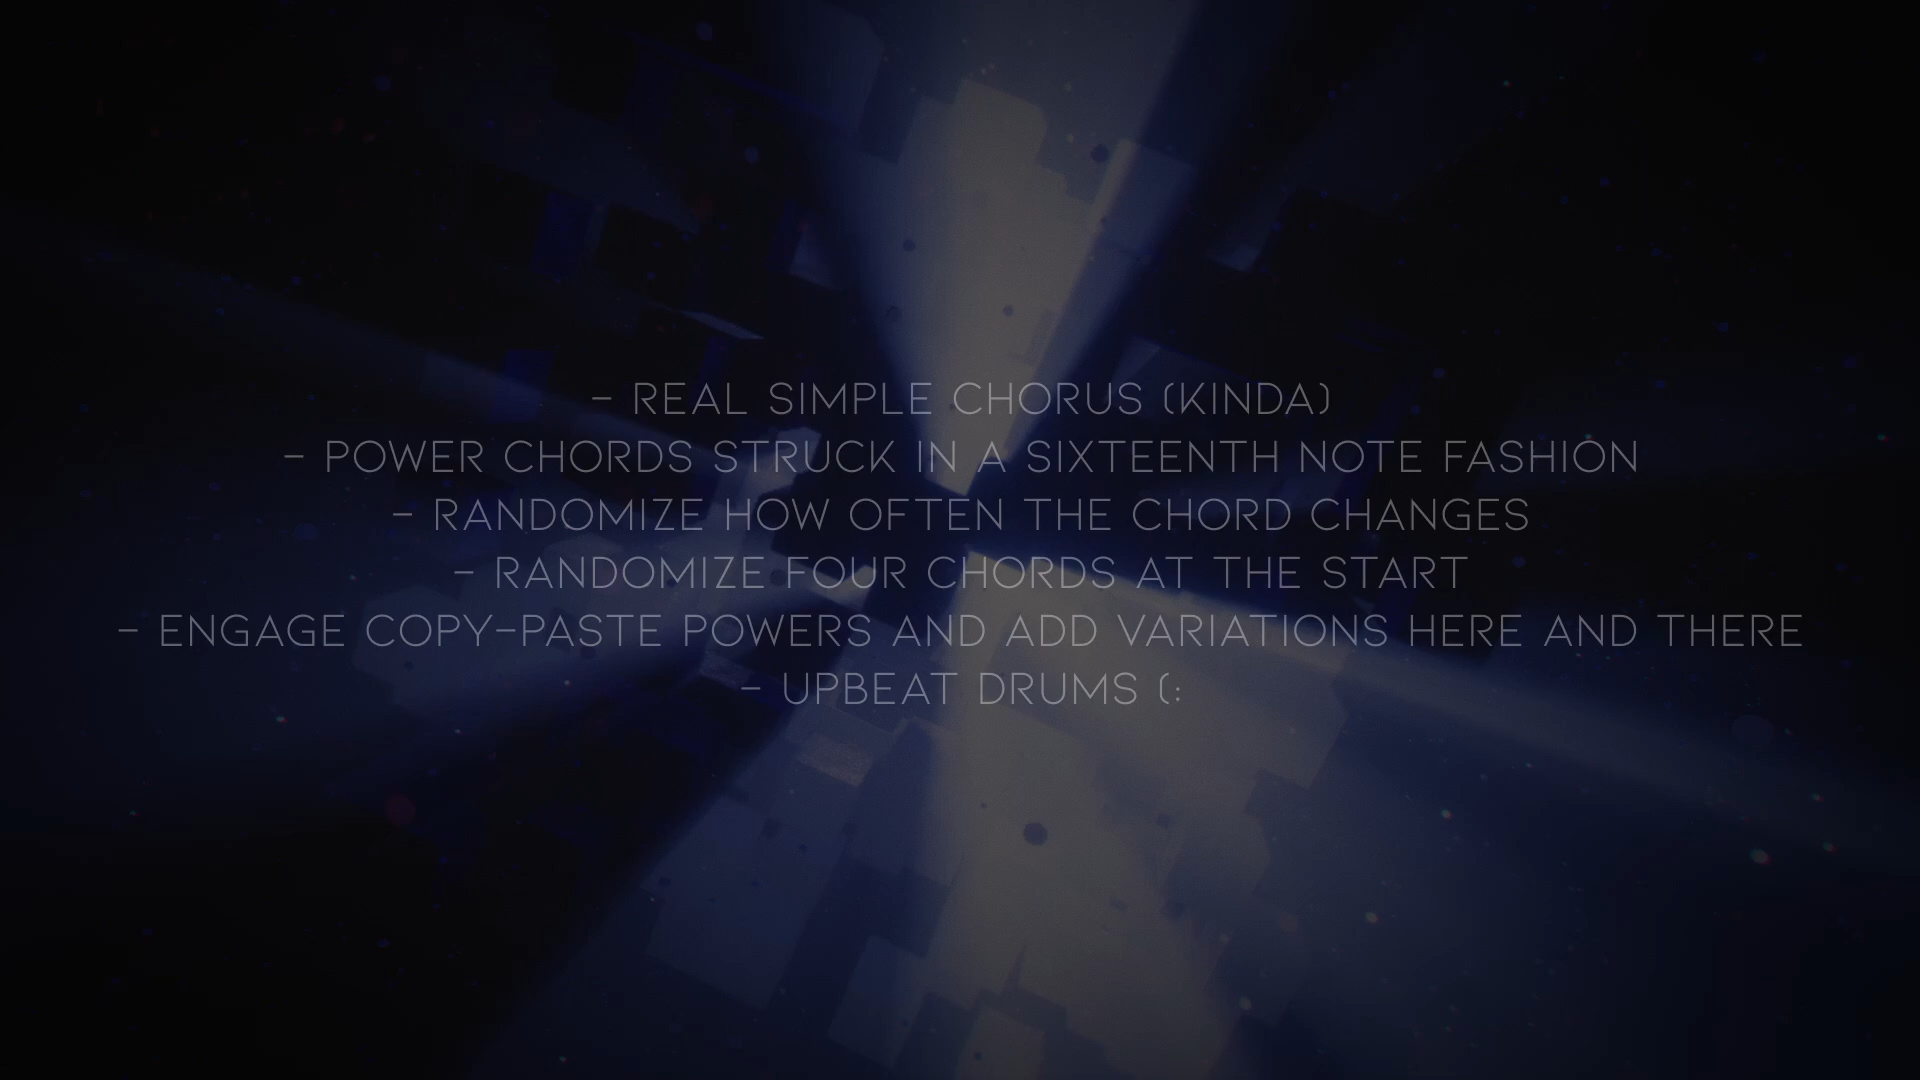 - REAL SIMPLE CHORUS (KINDA)
- POWER CHORDS STRUCK IN A SIXTEENTH NOTE FASHION
- RANDOMIZE HOW OFTEN THE CHORD CHANGES
- RANDOMIZE FOUR CHORDS AT THE START
- ENGAGE COPY-PASTE POWERS AND ADD VARIATIONS HERE AND THERE
- UPBEAT DRUMS (: